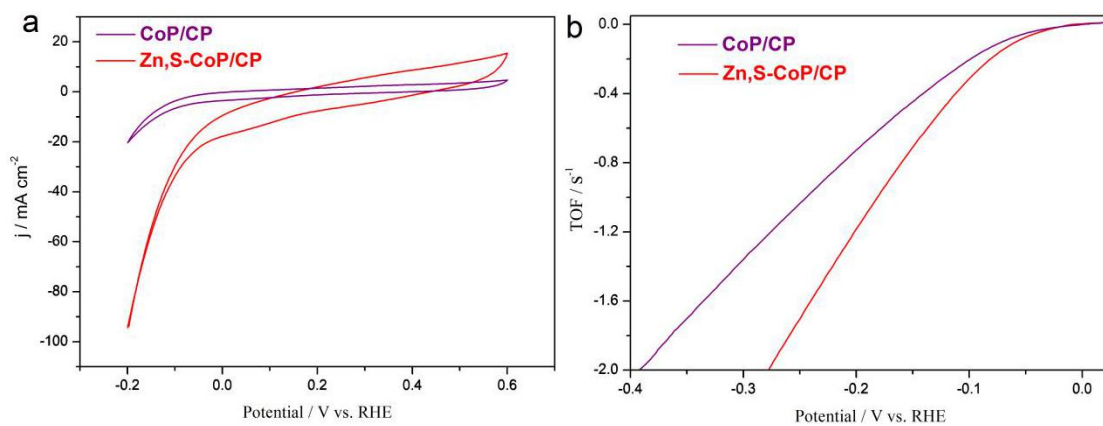 a
CoP/CP
Zn,S-CoP/CP
20
0
-20
-40
-60
-80
-100
j / mA cm⁻²
-0.2 0.0 0.2 0.4 0.6
Potential / V vs. RHE
b
CoP/CP
Zn,S-CoP/CP
0.0
-0.4
-0.8
-1.2
-1.6
-2.0
TOF / s⁻¹
-0.4 -0.3 -0.2 -0.1 0.0
Potential / V vs. RHE